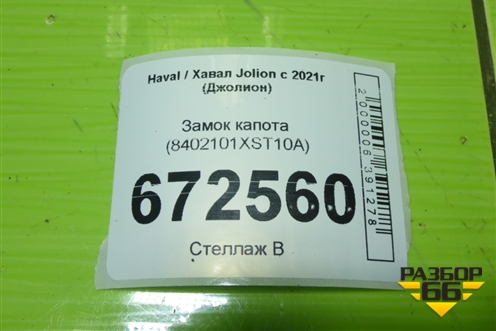 Haval / Хавал Jolion с 2021г
(Джолион)
Замок капота
(8402101XST10A)
672560
Стеллаж В
2000006391278
РАЗБОР
66